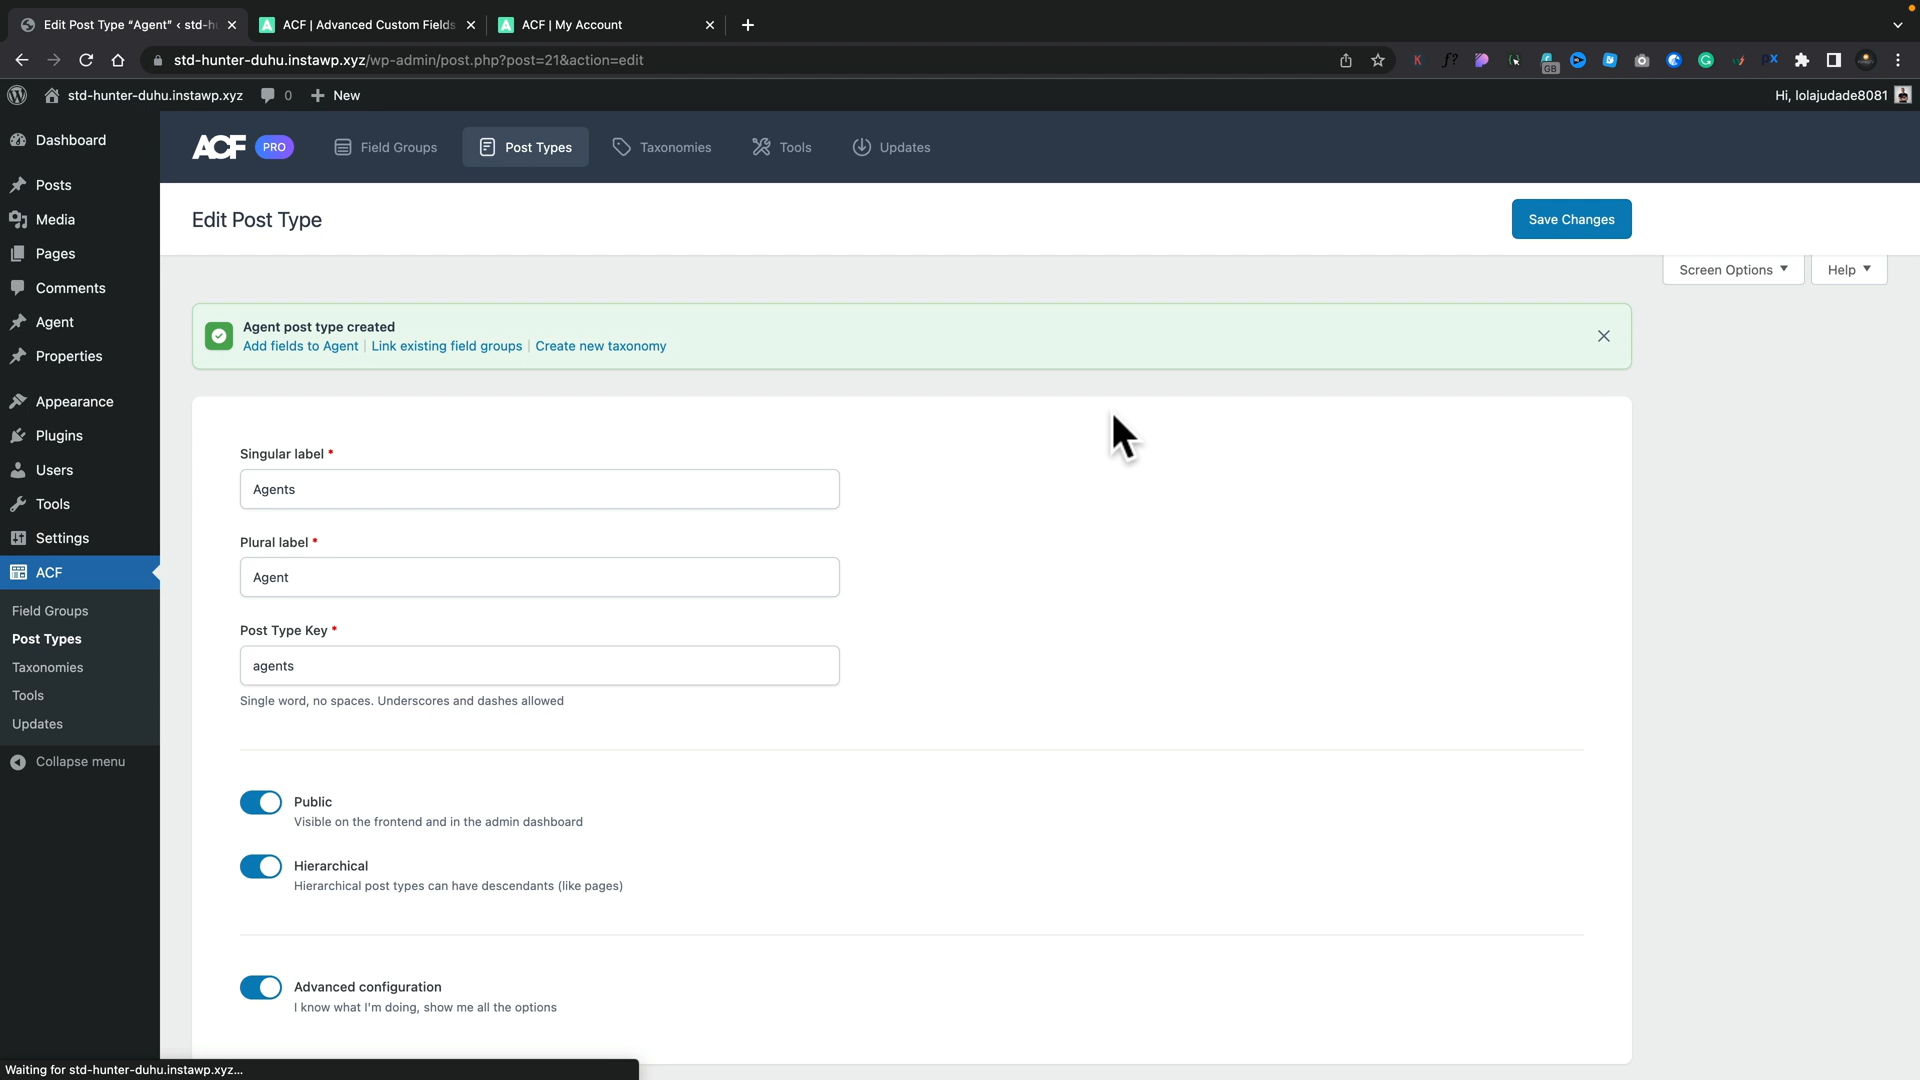 Edit Post Type “Agent” ‹ std-hu
ACF | Advanced Custom Fields
ACF | My Account
std-hunter-duhu.instawp.xyz/wp-admin/post.php?post=21&action=edit
std-hunter-duhu.instawp.xyz
0
New
Hi, lolajudade8081
Dashboard
Posts
Media
Pages
Comments
Agent
Properties
Appearance
Plugins
Users
Tools
Settings
ACF
Field Groups
Post Types
Taxonomies
Tools
Updates
Collapse menu
ACF PRO
Field Groups
Post Types
Taxonomies
Tools
Updates
Edit Post Type
Save Changes
Screen Options
Help
Agent post type created
Add fields to Agent | Link existing field groups | Create new taxonomy
Singular label *
Agents
Plural label *
Agent
Post Type Key *
agents
Single word, no spaces. Underscores and dashes allowed
Public
Visible on the frontend and in the admin dashboard
Hierarchical
Hierarchical post types can have descendants (like pages)
Advanced configuration
I know what I'm doing, show me all the options
Waiting for std-hunter-duhu.instawp.xyz...